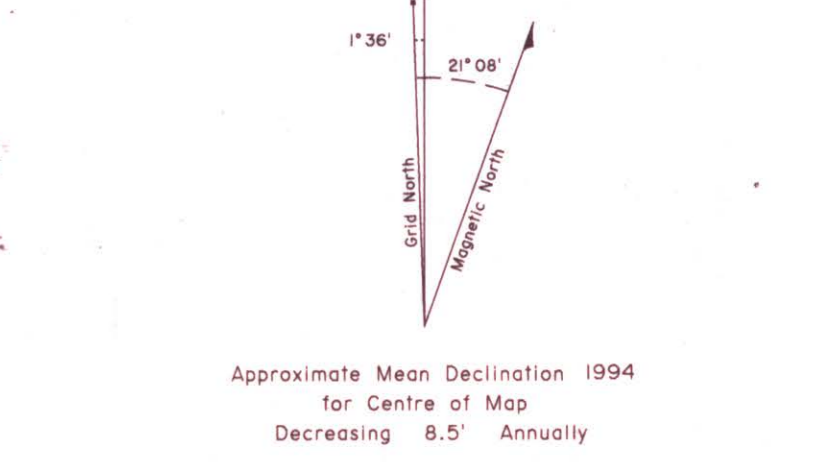 1° 36'
21° 08'
Grid North
Magnetic North
Approximate Mean Declination 1994
for Centre of Map
Decreasing 8.5' Annually